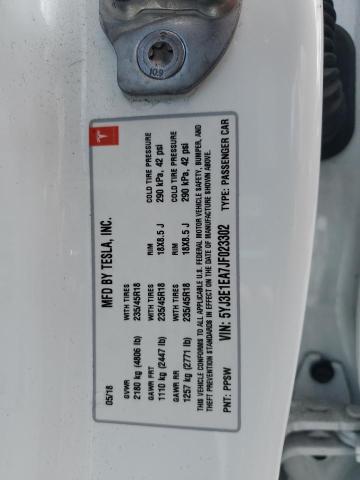 10.9
MFD BY TESLA, INC.
05/18
GVWR
2180 kg (4806 lb)
WITH TIRES
235/45R18
RIM
18X8.5 J
COLD TIRE PRESSURE
290 kPa, 42 psi
GAWR FRT
1110 kg (2447 lb)
WITH TIRES
235/45R18
RIM
18X8.5 J
COLD TIRE PRESSURE
290 kPa, 42 psi
GAWR RR
1257 kg (2771 lb)
WITH TIRES
235/45R18
THIS VEHICLE CONFORMS TO ALL APPLICABLE U.S. FEDERAL MOTOR VEHICLE SAFETY, BUMPER, AND
THEFT PREVENTION STANDARDS IN EFFECT ON THE DATE OF MANUFACTURE SHOWN ABOVE.
VIN: 5YJ3E1EA7JF023302
TYPE: PASSENGER CAR
PNT: PPSW